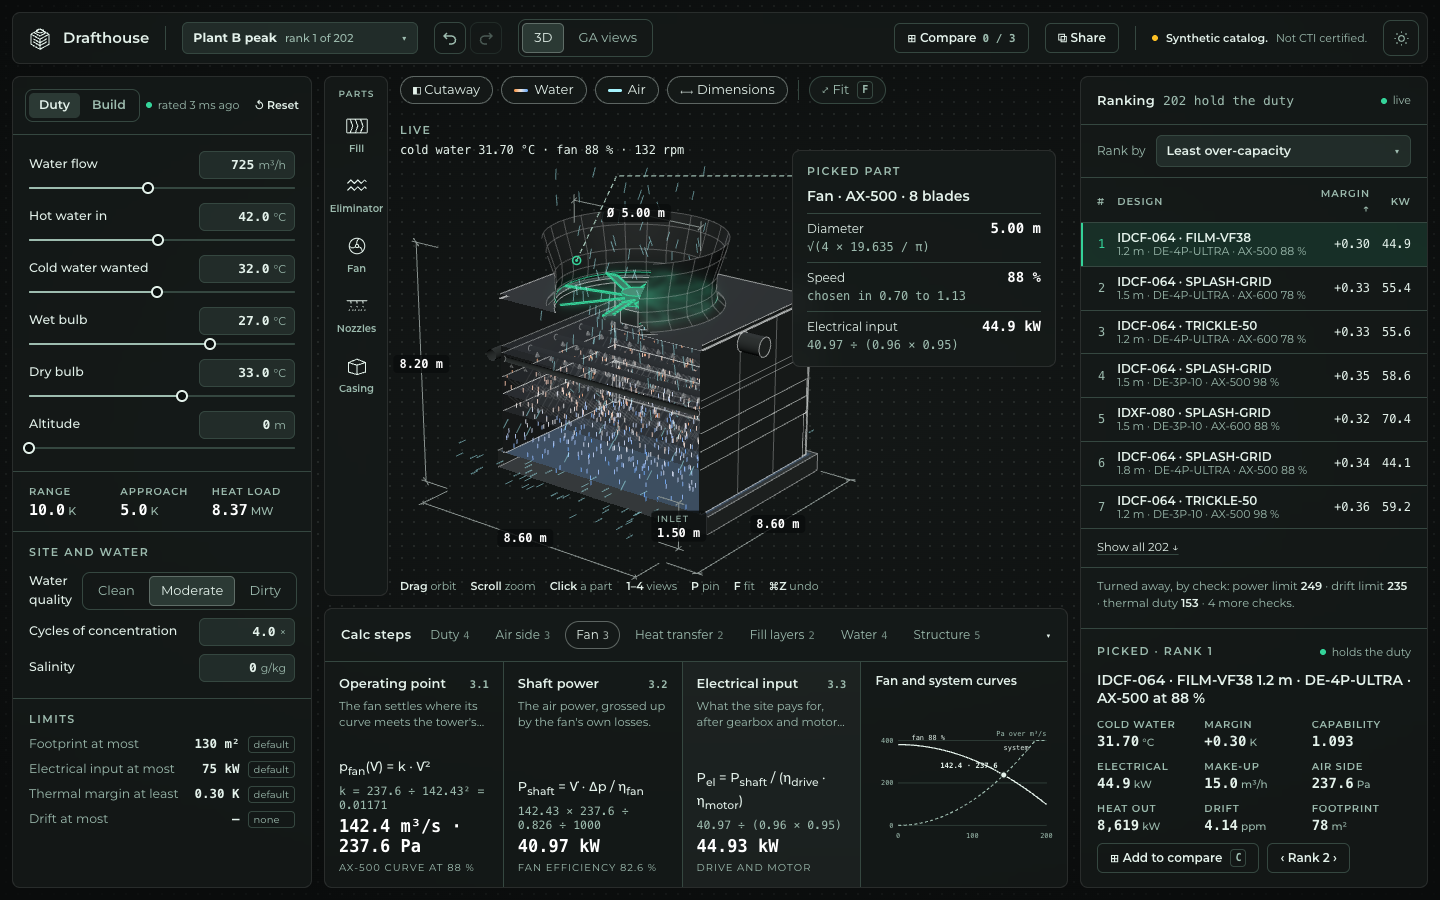 Drafthouse
Plant B peak rank 1 of 202
3D GA views
Compare 0 / 3
Share
Synthetic catalog. Not CTI certified.
Duty Build
rated 3 ms ago
Reset
Water flow 725 m³/h
Hot water in 42.0 °C
Cold water wanted 32.0 °C
Wet bulb 27.0 °C
Dry bulb 33.0 °C
Altitude 0 m
RANGE APPROACH HEAT LOAD
10.0 K 5.0 K 8.37 MW
SITE AND WATER
Water quality Clean Moderate Dirty
Cycles of concentration 4.0 ×
Salinity 0 g/kg
LIMITS
Footprint at most 130 m² default
Electrical input at most 75 kW default
Thermal margin at least 0.30 K default
Drift at most – none
PARTS
Fill
Eliminator
Fan
Nozzles
Casing
Cutaway Water Air Dimensions Fit F
LIVE
cold water 31.70 °C · fan 88 % · 132 rpm
Ø 5.00 m
8.20 m
8.60 m
INLET
1.50 m
8.60 m
PICKED PART
Fan · AX-500 · 8 blades
Diameter 5.00 m
√(4 × 19.635 / π)
Speed 88 %
chosen in 0.70 to 1.13
Electrical input 44.9 kW
40.97 ÷ (0.96 × 0.95)
Drag orbit Scroll zoom Click a part 1–4 views P pin F fit ⌘Z undo
Calc steps Duty 4 Air side 3 Fan 3 Heat transfer 2 Fill layers 2 Water 4 Structure 5
Operating point 3.1
The fan settles where its
curve meets the tower's...
p_fan(V̇) = k · V̇²
k = 237.6 ÷ 142.43² =
0.01171
142.4 m³/s ·
237.6 Pa
AX-500 CURVE AT 88 %
Shaft power 3.2
The air power, grossed up
by the fan's own losses.
P_shaft = V̇ · Δp / η_fan
142.43 × 237.6 ÷
0.826 ÷ 1000
40.97 kW
FAN EFFICIENCY 82.6 %
Electrical input 3.3
What the site pays for,
after gearbox and motor...
P_el = P_shaft / (η_drive ·
η_motor)
40.97 ÷ (0.96 × 0.95)
44.93 kW
DRIVE AND MOTOR
Fan and system curves
Pa over m³/s
400
fan 88 %
system
142.4 · 237.6
200
0
0 100 200
Ranking 202 hold the duty
live
Rank by Least over-capacity
# DESIGN MARGIN ↑ KW
1 IDCF-064 · FILM-VF38 +0.30 44.9
1.2 m · DE-4P-ULTRA · AX-500 88 %
2 IDCF-064 · SPLASH-GRID +0.33 55.4
1.5 m · DE-4P-ULTRA · AX-600 78 %
3 IDCF-064 · TRICKLE-50 +0.33 55.6
1.2 m · DE-4P-ULTRA · AX-600 78 %
4 IDCF-064 · SPLASH-GRID +0.35 58.6
1.5 m · DE-3P-10 · AX-500 98 %
5 IDXF-080 · SPLASH-GRID +0.32 70.4
1.5 m · DE-3P-10 · AX-600 88 %
6 IDCF-064 · SPLASH-GRID +0.34 44.1
1.8 m · DE-4P-ULTRA · AX-500 88 %
7 IDCF-064 · TRICKLE-50 +0.36 59.2
1.2 m · DE-3P-10 · AX-500 98 %
Show all 202 ↓
Turned away, by check: power limit 249 · drift limit 235
· thermal duty 153 · 4 more checks.
PICKED · RANK 1
holds the duty
IDCF-064 · FILM-VF38 1.2 m · DE-4P-ULTRA ·
AX-500 at 88 %
COLD WATER MARGIN CAPABILITY
31.70 °C +0.30 K 1.093
ELECTRICAL MAKE-UP AIR SIDE
44.9 kW 15.0 m³/h 237.6 Pa
HEAT OUT DRIFT FOOTPRINT
8,619 kW 4.14 ppm 78 m²
Add to compare C
‹ Rank 2 ›